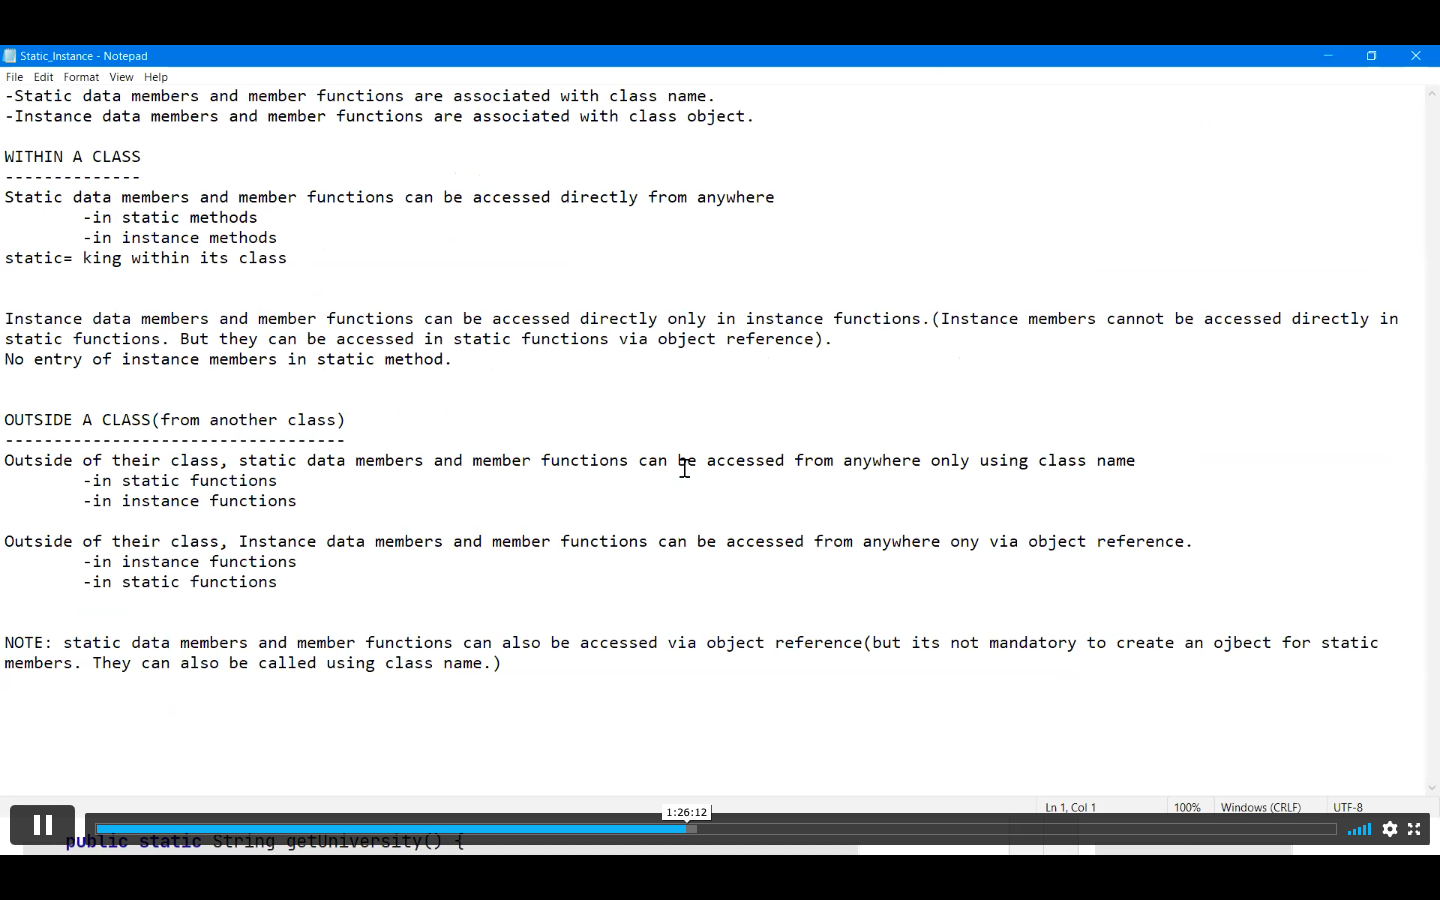 Static_Instance - Notepad
File Edit Format View Help
-Static data members and member functions are associated with class name.
-Instance data members and member functions are associated with class object.
WITHIN A CLASS
--------------
Static data members and member functions can be accessed directly from anywhere
-in static methods
-in instance methods
static= king within its class
Instance data members and member functions can be accessed directly only in instance functions.(Instance members cannot be accessed directly in
static functions. But they can be accessed in static functions via object reference).
No entry of instance members in static method.
OUTSIDE A CLASS(from another class)
-----------------------------------
Outside of their class, static data members and member functions can be accessed from anywhere only using class name
-in static functions
-in instance functions
Outside of their class, Instance data members and member functions can be accessed from anywhere ony via object reference.
-in instance functions
-in static functions
NOTE: static data members and member functions can also be accessed via object reference(but its not mandatory to create an ojbect for static
members. They can also be called using class name.)
Ln 1, Col 1 100% Windows (CRLF) UTF-8
1:26:12
public static String getUniversity() {